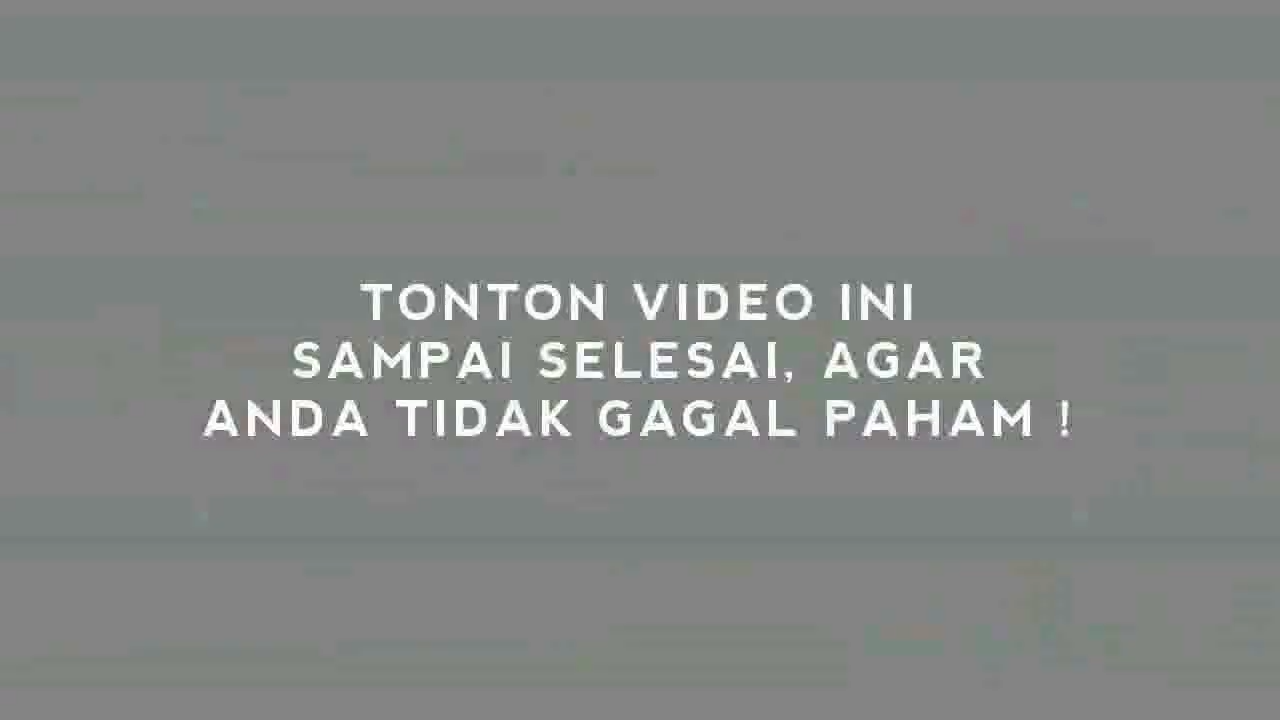 TONTON VIDEO INI
SAMPAI SELESAI, AGAR
ANDA TIDAK GAGAL PAHAM !